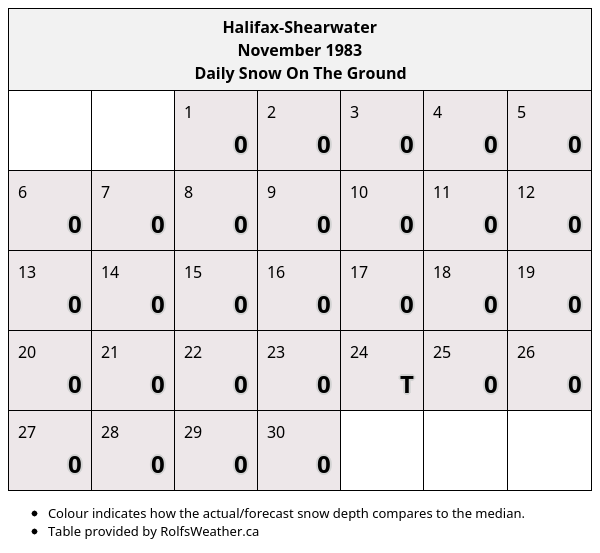 Halifax-Shearwater
November 1983
Daily Snow On The Ground
1 2 3 4 5
0 0 0 0 0
6 7 8 9 10 11 12
0 0 0 0 0 0 0
13 14 15 16 17 18 19
0 0 0 0 0 0 0
20 21 22 23 24 25 26
0 0 0 0 T 0 0
27 28 29 30
0 0 0 0
• Colour indicates how the actual/forecast snow depth compares to the median.
• Table provided by RolfsWeather.ca